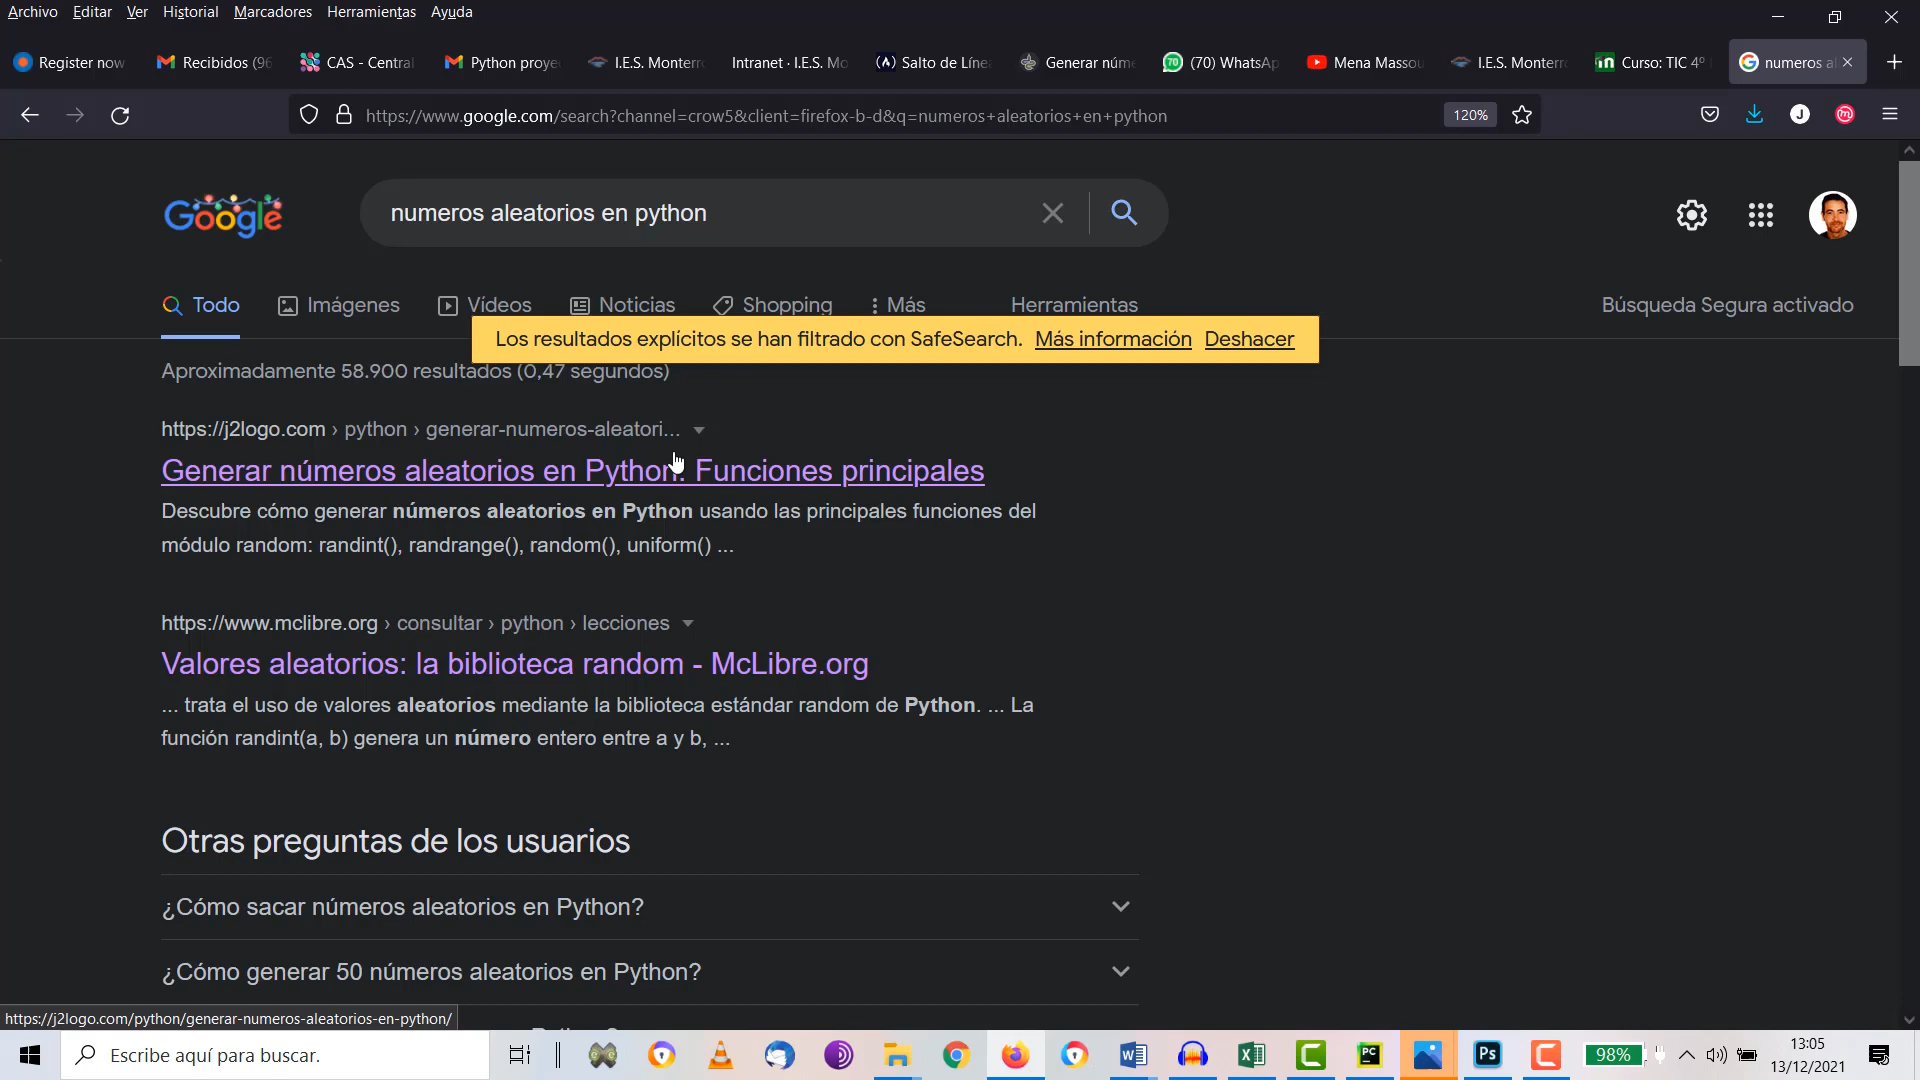 Archivo Editar Ver Historial Marcadores Herramientas Ayuda
Register now Recibidos (96 CAS - Central Python proye I.E.S. Monterr Intranet · I.E.S. Mo Salto de Líne Generar núme (70) WhatsAp Mena Massou I.E.S. Monterr Curso: TIC 4º numeros al
https://www.google.com/search?channel=crow5&client=firefox-b-d&q=numeros+aleatorios+en+python 120%
Google numeros aleatorios en python
Todo Imágenes Vídeos Noticias Shopping Más Herramientas Búsqueda Segura activado
Los resultados explícitos se han filtrado con SafeSearch. Más información Deshacer
Aproximadamente 58.900 resultados (0,47 segundos)
https://j2logo.com › python › generar-numeros-aleatori...
Generar números aleatorios en Python. Funciones principales
Descubre cómo generar números aleatorios en Python usando las principales funciones del
módulo random: randint(), randrange(), random(), uniform() ...
https://www.mclibre.org › consultar › python › lecciones
Valores aleatorios: la biblioteca random - McLibre.org
... trata el uso de valores aleatorios mediante la biblioteca estándar random de Python. ... La
función randint(a, b) genera un número entero entre a y b, ...
Otras preguntas de los usuarios
¿Cómo sacar números aleatorios en Python?
¿Cómo generar 50 números aleatorios en Python?
https://j2logo.com/python/generar-numeros-aleatorios-en-python/
Escribe aquí para buscar. 98% 13:05
13/12/2021